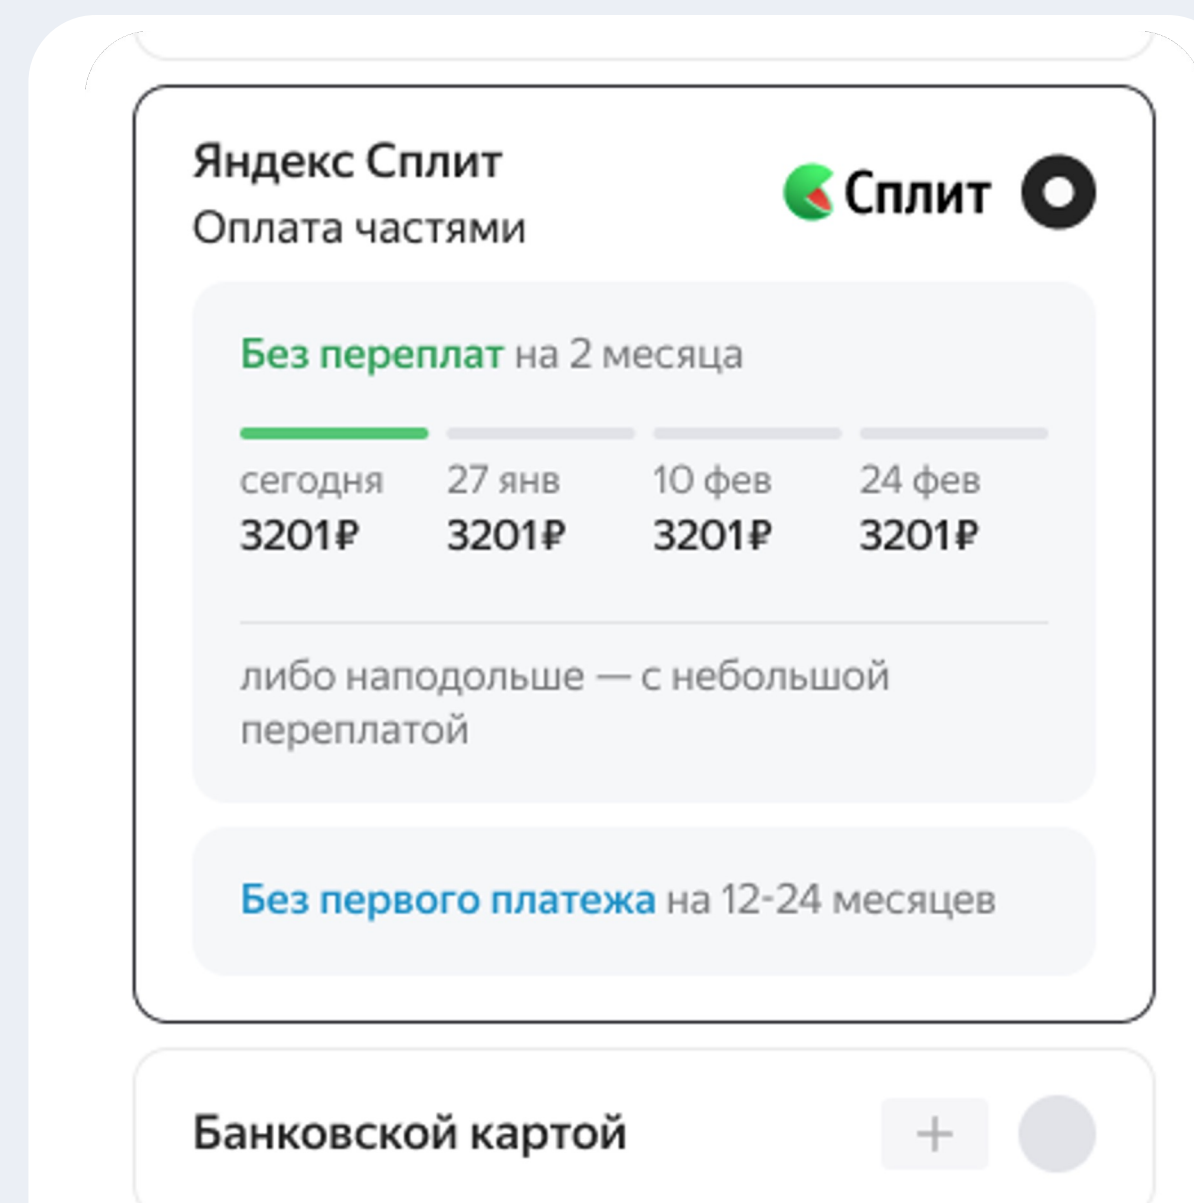 Яндекс Сплит
Оплата частями
Сплит
Без переплат на 2 месяца
сегодня 27 янв 10 фев 24 фев
3201₽ 3201₽ 3201₽ 3201₽
либо наподольше — с небольшой
переплатой
Без первого платежа на 12-24 месяцев
Банковской картой